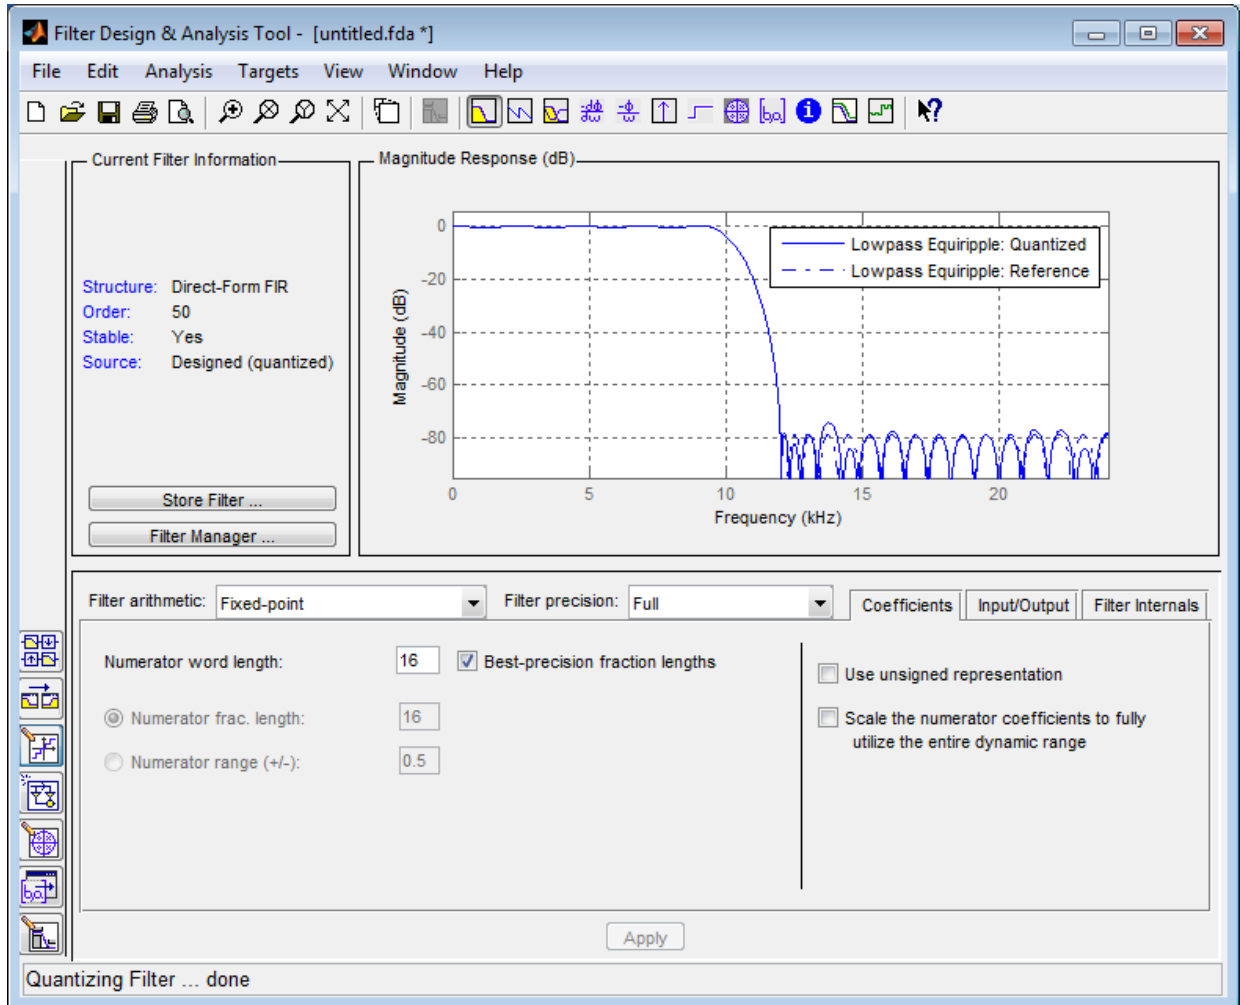 Filter Design & Analysis Tool - [untitled.fda *]
File Edit Analysis Targets View Window Help
Current Filter Information
Structure: Direct-Form FIR
Order: 50
Stable: Yes
Source: Designed (quantized)
Store Filter ...
Filter Manager ...
Magnitude Response (dB)
0
-20
-40
-60
-80
Magnitude (dB)
Lowpass Equiripple: Quantized
Lowpass Equiripple: Reference
0 5 10 15 20
Frequency (kHz)
Filter arithmetic: Fixed-point Filter precision: Full
Coefficients Input/Output Filter Internals
Numerator word length: 16 Best-precision fraction lengths
Numerator frac. length: 16
Numerator range (+/-): 0.5
Use unsigned representation
Scale the numerator coefficients to fully
utilize the entire dynamic range
Apply
Quantizing Filter ... done